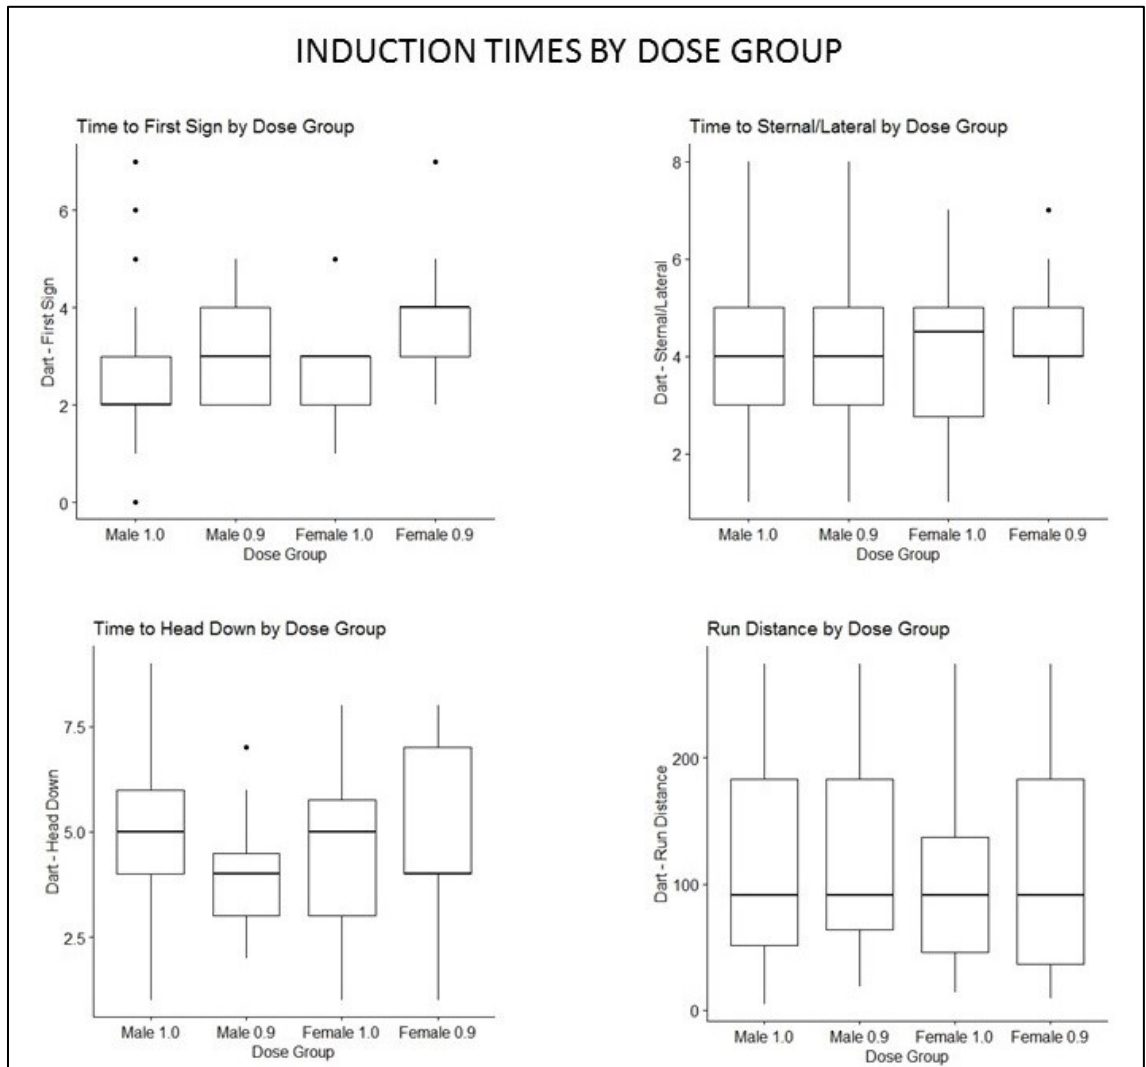 INDUCTION TIMES BY DOSE GROUP
Time to First Sign by Dose Group
Dart - First Sign
6
4
2
0
Male 1.0 Male 0.9 Female 1.0 Female 0.9
Dose Group
Time to Sternal/Lateral by Dose Group
Dart - Sternal/Lateral
8
6
4
2
Male 1.0 Male 0.9 Female 1.0 Female 0.9
Dose Group
Time to Head Down by Dose Group
Dart - Head Down
7.5
5.0
2.5
Male 1.0 Male 0.9 Female 1.0 Female 0.9
Dose Group
Run Distance by Dose Group
Dart - Run Distance
200
100
0
Male 1.0 Male 0.9 Female 1.0 Female 0.9
Dose Group